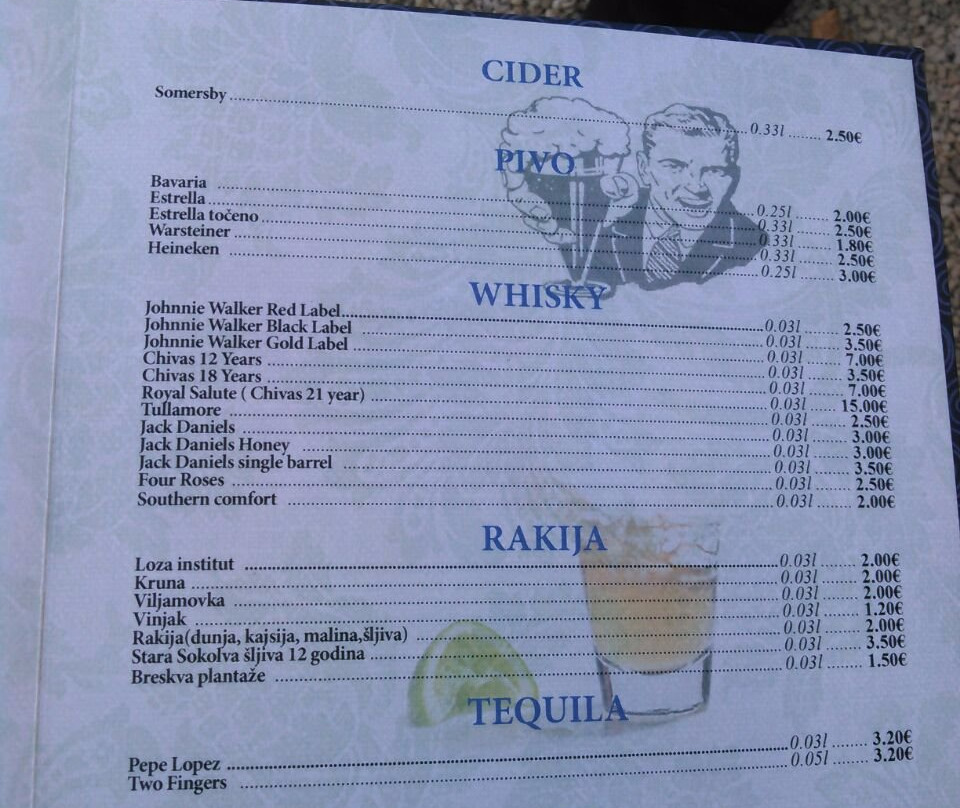 CIDER
Somersby 0.33l 2.50€
PIVO
Bavaria 0.25l 2.00€
Estrella 0.33l 2.50€
Estrella točeno 0.33l 1.80€
Warsteiner 0.33l 2.50€
Heineken 0.25l 3.00€
WHISKY
Johnnie Walker Red Label 0.03l 2.50€
Johnnie Walker Black Label 0.03l 3.50€
Johnnie Walker Gold Label 0.03l 7.00€
Chivas 12 Years 0.03l 3.50€
Chivas 18 Years 0.03l 7.00€
Royal Salute ( Chivas 21 year) 0.03l 15.00€
Tullamore 0.03l 2.50€
Jack Daniels 0.03l 3.00€
Jack Daniels Honey 0.03l 3.00€
Jack Daniels single barrel 0.03l 3.50€
Four Roses 0.03l 2.50€
Southern comfort 0.03l 2.00€
RAKIJA
Loza institut 0.03l 2.00€
Kruna 0.03l 2.00€
Viljamovka 0.03l 2.00€
Vinjak 0.03l 1.20€
Rakija(dunja, kajsija, malina,šljiva) 0.03l 2.00€
Stara Sokolva šljiva 12 godina 0.03l 3.50€
Breskva plantaže 0.03l 1.50€
TEQUILA
Pepe Lopez 0.03l 3.20€
Two Fingers 0.05l 3.20€